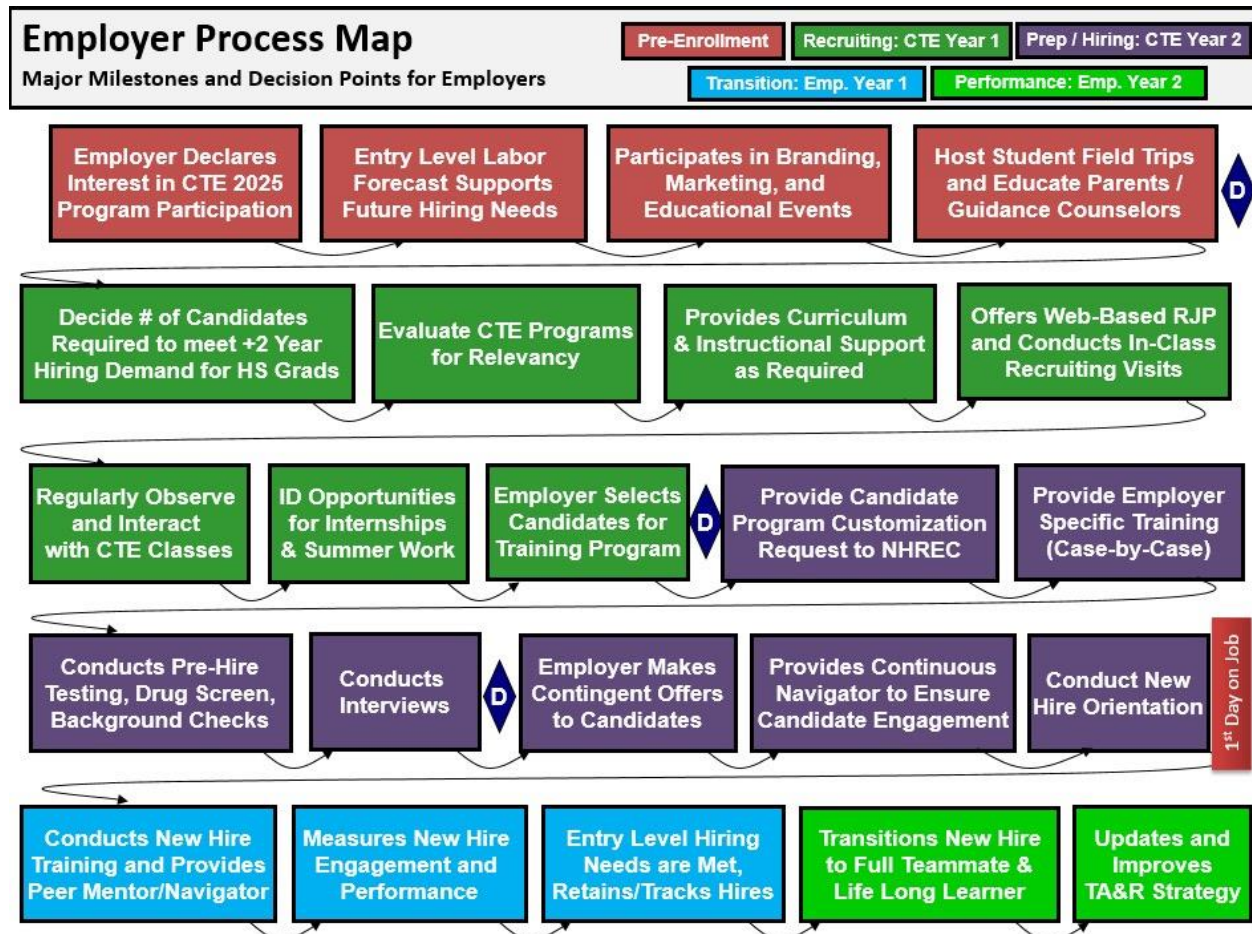 Employer Process Map
Major Milestones and Decision Points for Employers
Pre-Enrollment
Recruiting: CTE Year 1
Prep / Hiring: CTE Year 2
Transition: Emp. Year 1
Performance: Emp. Year 2
Employer Declares
Interest in CTE 2025
Program Participation
Entry Level Labor
Forecast Supports
Future Hiring Needs
Participates in Branding,
Marketing, and
Educational Events
Host Student Field Trips
and Educate Parents /
Guidance Counselors
D
Decide # of Candidates
Required to meet +2 Year
Hiring Demand for HS Grads
Evaluate CTE Programs
for Relevancy
Provides Curriculum
& Instructional Support
as Required
Offers Web-Based RJP
and Conducts In-Class
Recruiting Visits
Regularly Observe
and Interact
with CTE Classes
ID Opportunities
for Internships
& Summer Work
Employer Selects
Candidates for
Training Program
D
Provide Candidate
Program Customization
Request to NHREC
Provide Employer
Specific Training
(Case-by-Case)
Conducts Pre-Hire
Testing, Drug Screen,
Background Checks
Conducts
Interviews
D
Employer Makes
Contingent Offers
to Candidates
Provides Continuous
Navigator to Ensure
Candidate Engagement
Conduct New
Hire Orientation
1st Day on Job
Conducts New Hire
Training and Provides
Peer Mentor/Navigator
Measures New Hire
Engagement and
Performance
Entry Level Hiring
Needs are Met,
Retains/Tracks Hires
Transitions New Hire
to Full Teammate &
Life Long Learner
Updates and
Improves
TA&R Strategy